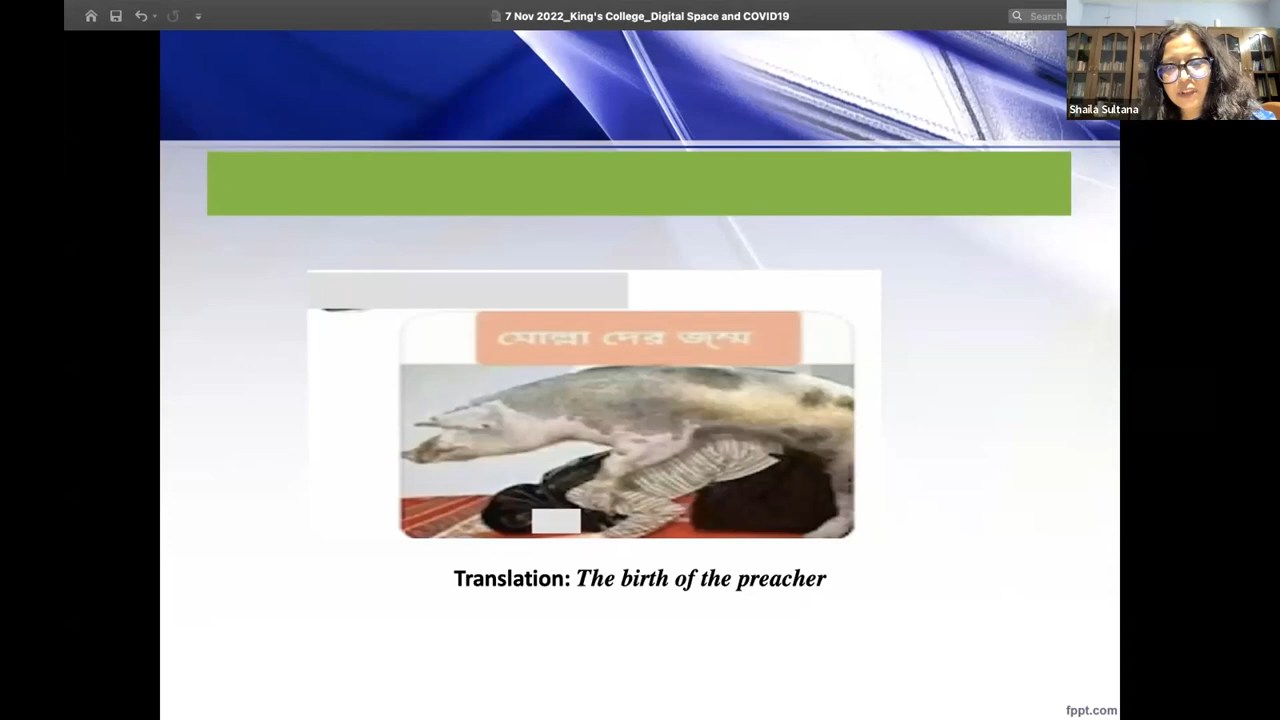 7 Nov 2022_King's College_Digital Space and COVID19
Search
Shaila Sultana
মোল্লা দের জন্ম
Translation: The birth of the preacher
fppt.com